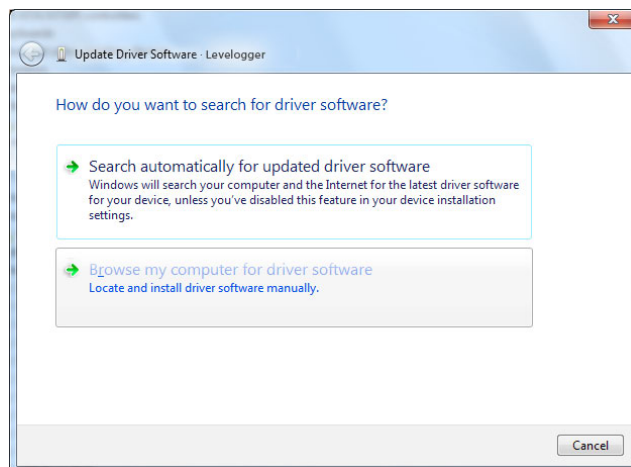 Update Driver Software - Levelogger
How do you want to search for driver software?
Search automatically for updated driver software
Windows will search your computer and the Internet for the latest driver software
for your device, unless you've disabled this feature in your device installation
settings.
Browse my computer for driver software
Locate and install driver software manually.
Cancel